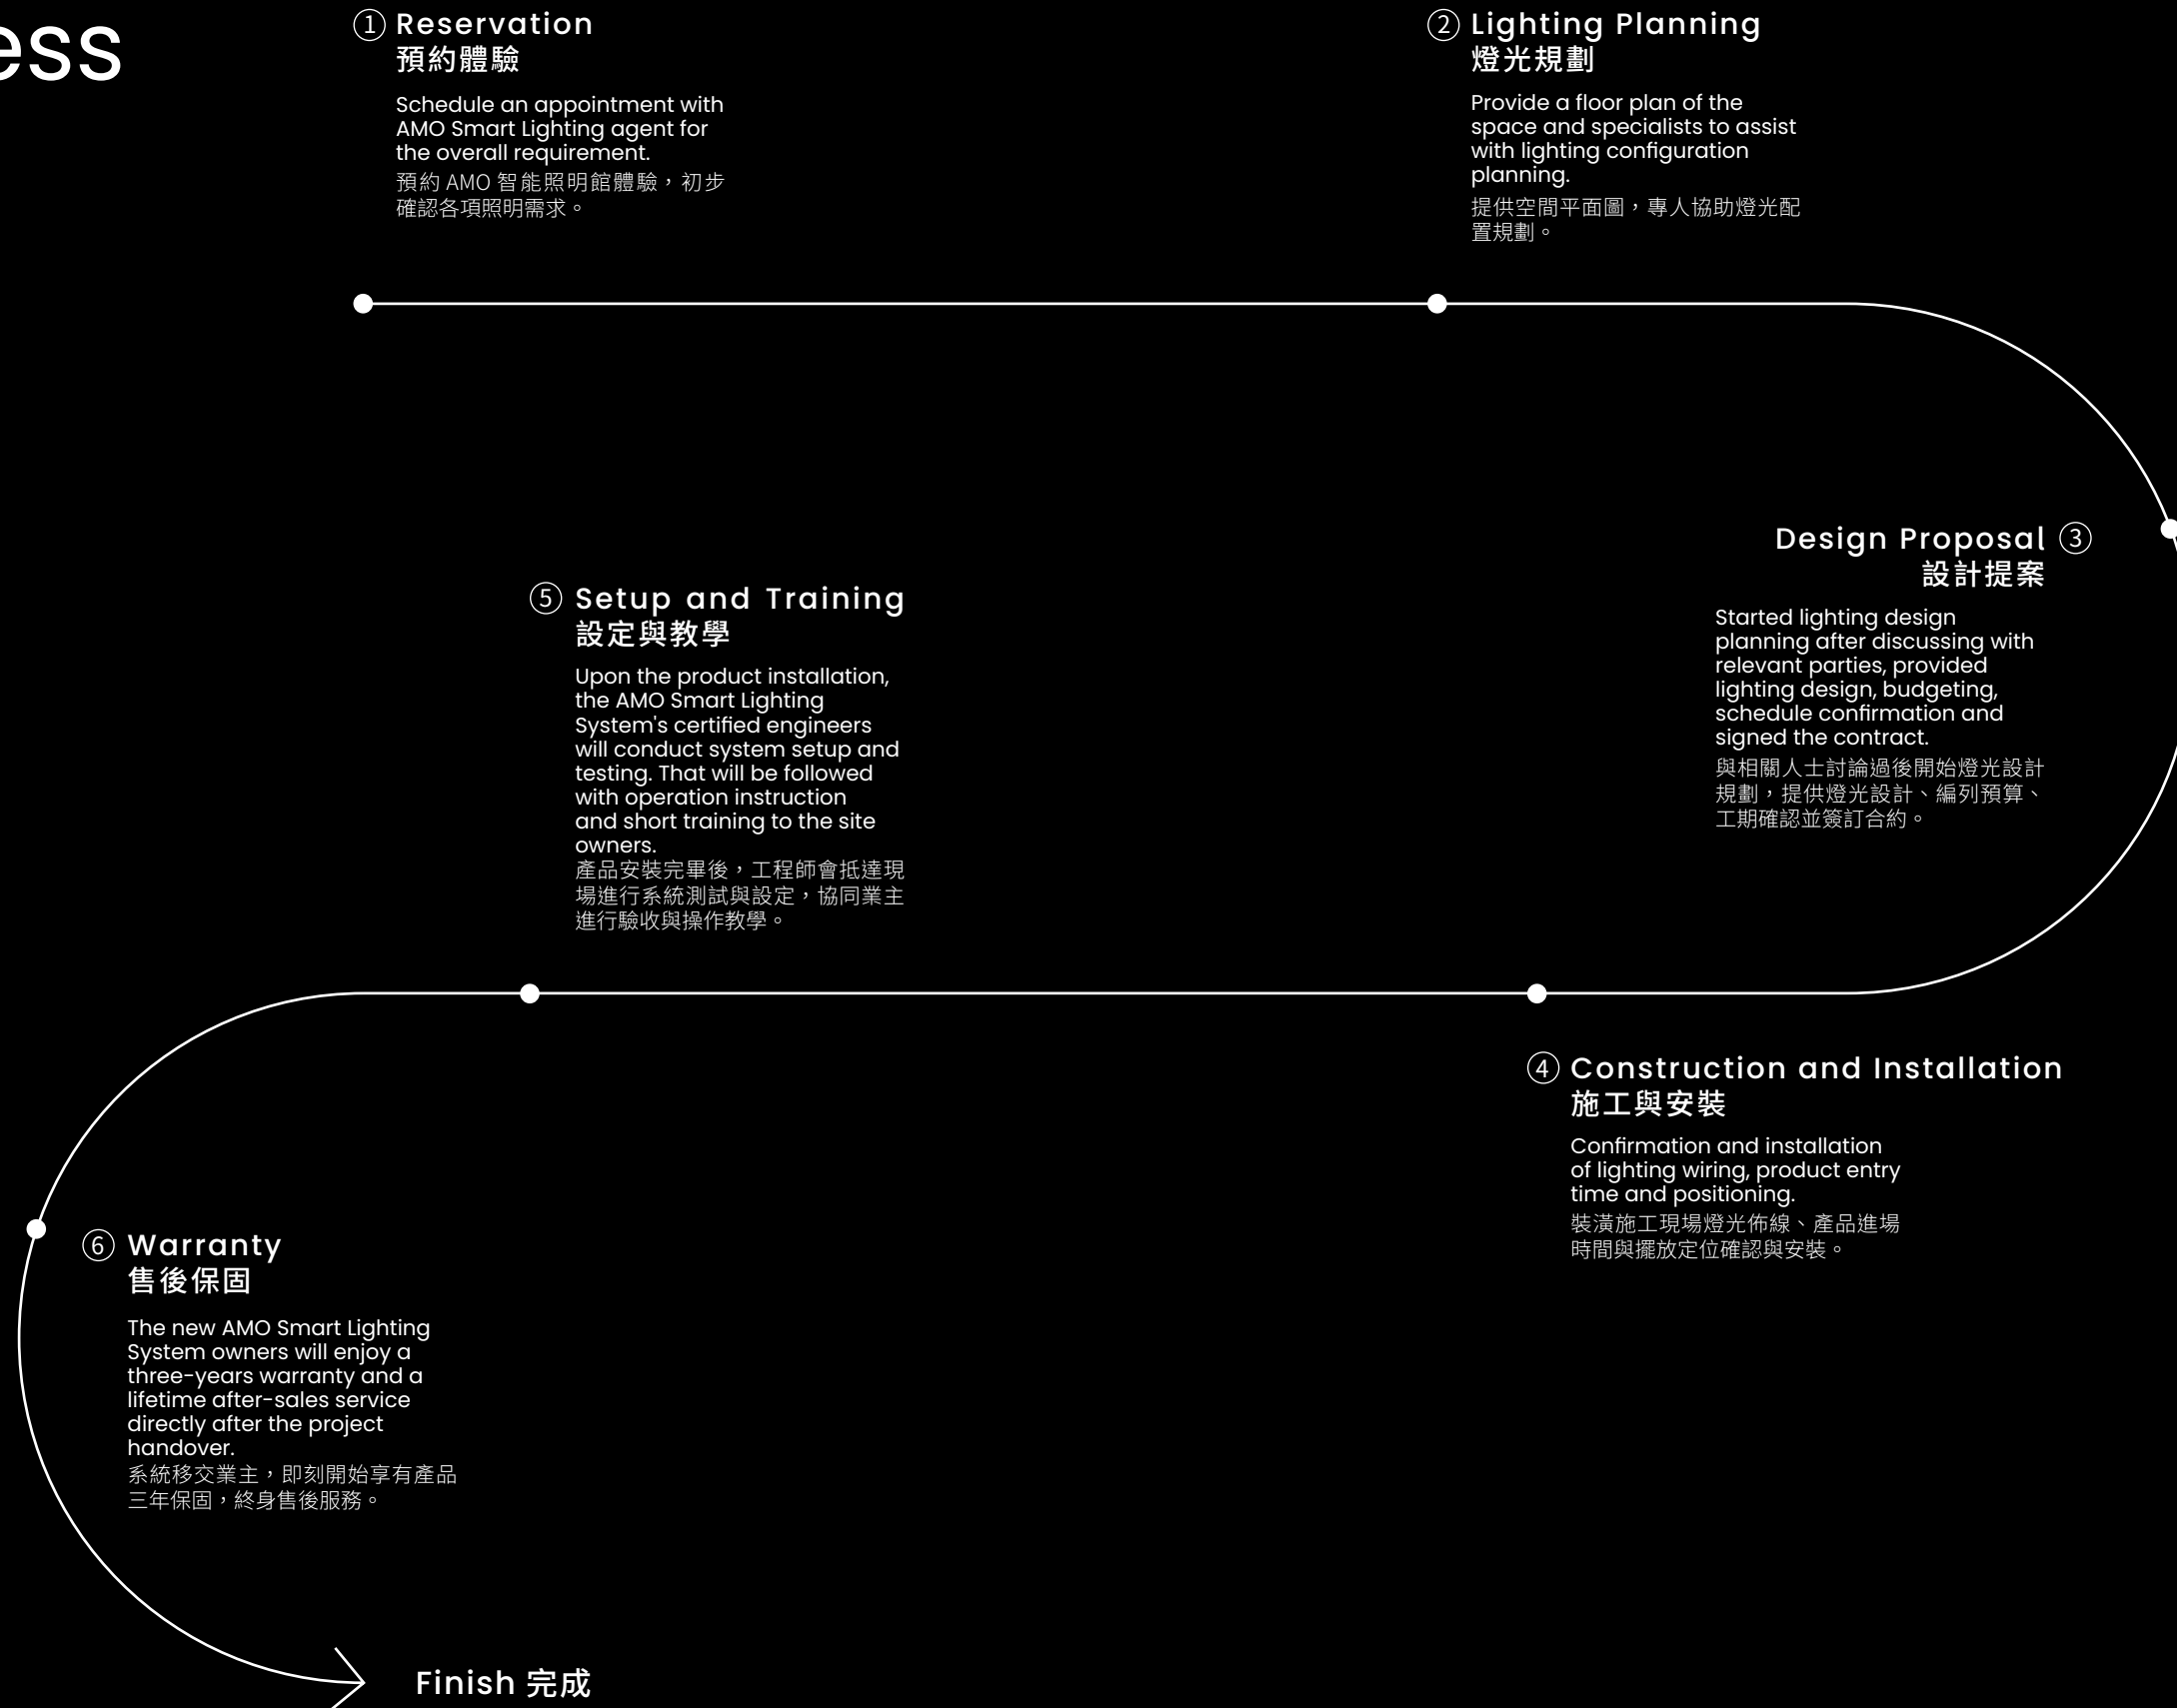 ess
① Reservation
預約體驗
Schedule an appointment with
AMO Smart Lighting agent for
the overall requirement.
預約 AMO 智能照明館體驗，初步
確認各項照明需求。
② Lighting Planning
燈光規劃
Provide a floor plan of the
space and specialists to assist
with lighting configuration
planning.
提供空間平面圖，專人協助燈光配
置規劃。
Design Proposal ③
設計提案
Started lighting design
planning after discussing with
relevant parties, provided
lighting design, budgeting,
schedule confirmation and
signed the contract.
與相關人士討論過後開始燈光設計
規劃，提供燈光設計、編列預算、
工期確認並簽訂合約。
④ Construction and Installation
施工與安裝
Confirmation and installation
of lighting wiring, product entry
time and positioning.
裝潢施工現場燈光佈線、產品進場
時間與擺放定位確認與安裝。
⑤ Setup and Training
設定與教學
Upon the product installation,
the AMO Smart Lighting
System's certified engineers
will conduct system setup and
testing. That will be followed
with operation instruction
and short training to the site
owners.
產品安裝完畢後，工程師會抵達現
場進行系統測試與設定，協同業主
進行驗收與操作教學。
⑥ Warranty
售後保固
The new AMO Smart Lighting
System owners will enjoy a
three-years warranty and a
lifetime after-sales service
directly after the project
handover.
系統移交業主，即刻開始享有產品
三年保固，終身售後服務。
Finish 完成